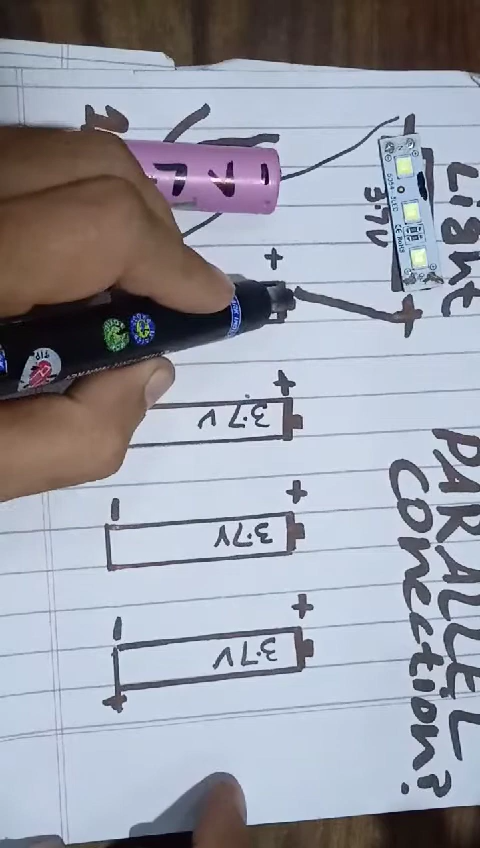 Light
PARALLEL
CONECTION?
3.7V
+
-
+
+
3.7V
+
-
3.7V
+
-
3.7V